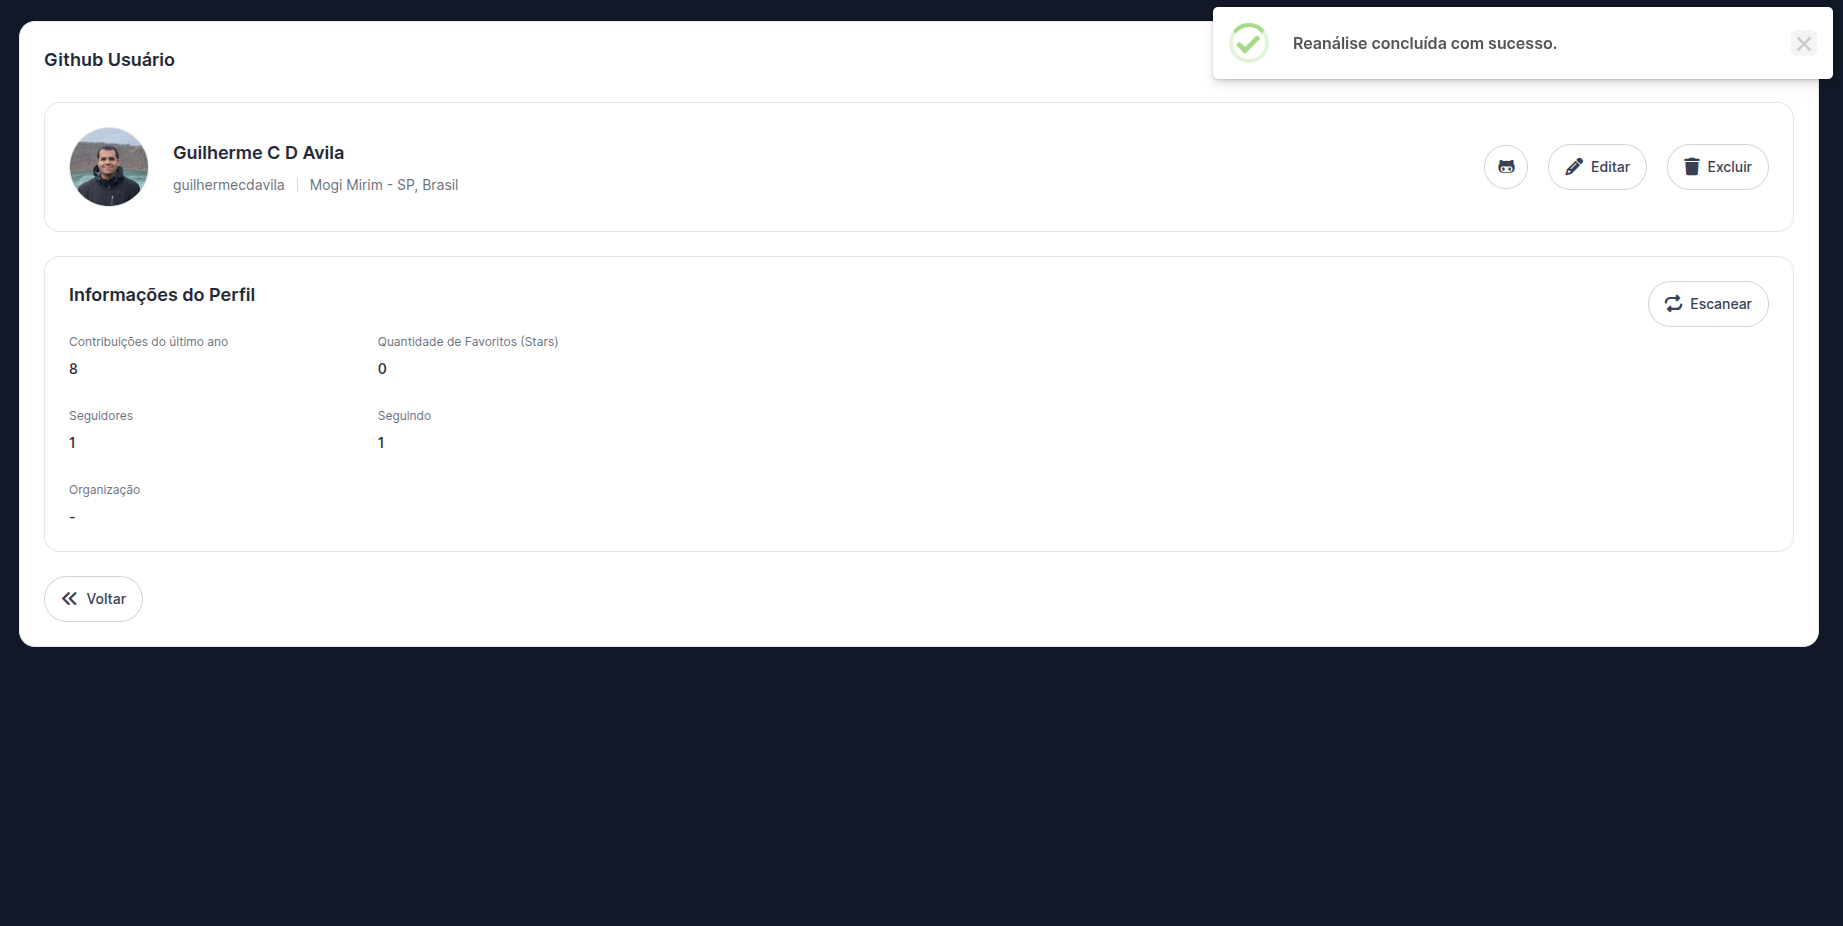 Github Usuário
Reanálise concluída com sucesso.
Guilherme C D Avila
guilhermecdavila
Mogi Mirim - SP, Brasil
Editar
Excluir
Informações do Perfil
Escanear
Contribuições do último ano
Quantidade de Favoritos (Stars)
8
0
Seguidores
Seguindo
1
1
Organização
-
Voltar